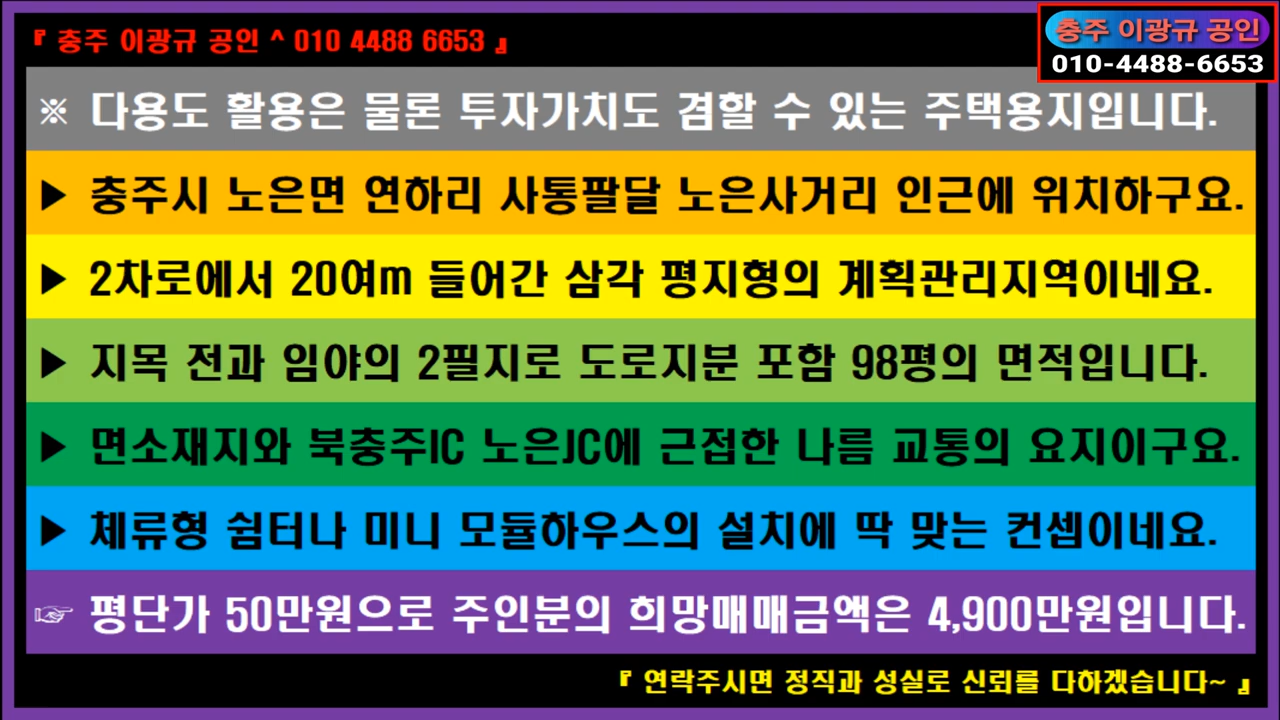 『 충주 이광규 공인 ^ 010 4488 6653 』
충주 이광규 공인
010-4488-6653
※ 다용도 활용은 물론 투자가치도 겸할 수 있는 주택용지입니다.
▶ 충주시 노은면 연하리 사통팔달 노은사거리 인근에 위치하구요.
▶ 2차로에서 20여m 들어간 삼각 평지형의 계획관리지역이네요.
▶ 지목 전과 임야의 2필지로 도로지분 포함 98평의 면적입니다.
▶ 면소재지와 북충주IC 노은JC에 근접한 나름 교통의 요지이구요.
▶ 체류형 쉼터나 미니 모듈하우스의 설치에 딱 맞는 컨셉이네요.
☞ 평단가 50만원으로 주인분의 희망매매금액은 4,900만원입니다.
『 연락주시면 정직과 성실로 신뢰를 다하겠습니다~ 』